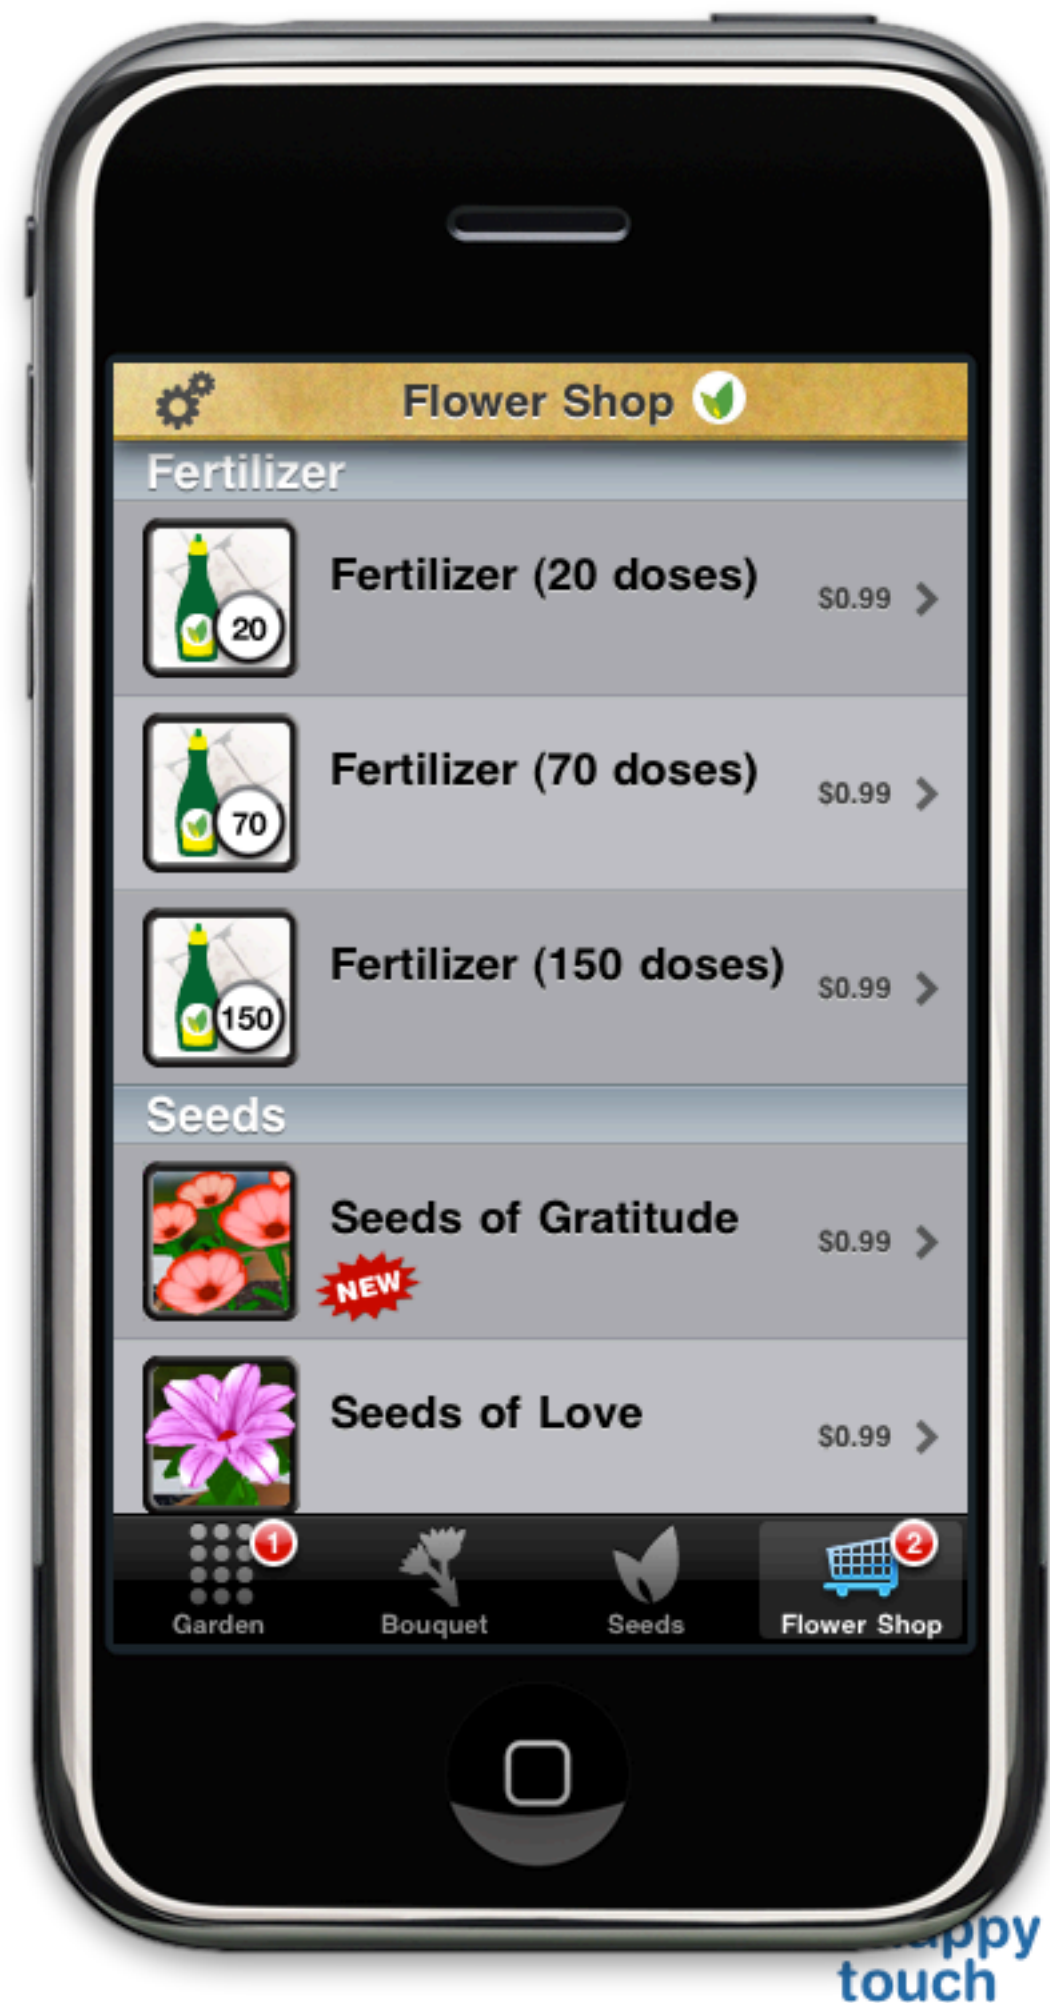 Flower Shop
Fertilizer
Fertilizer (20 doses)
$0.99
20
Fertilizer (70 doses)
$0.99
70
Fertilizer (150 doses)
$0.99
150
Seeds
Seeds of Gratitude
$0.99
NEW
Seeds of Love
$0.99
1
2
Garden Bouquet Seeds Flower Shop
touch